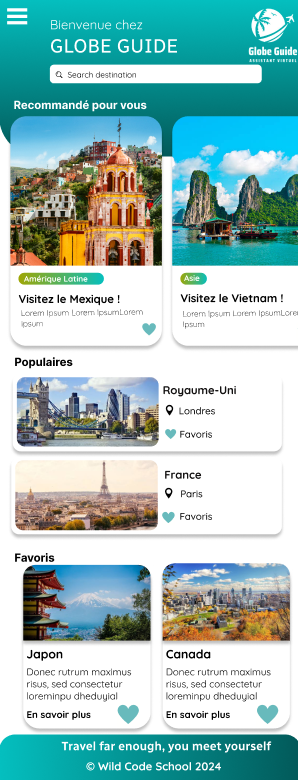 Bienvenue chez
GLOBE GUIDE
Globe Guide
ASSISTANT VIRTUEL
Search destination
Recommandé pour vous
Amérique Latine
Visitez le Mexique !
Lorem Ipsum Lorem IpsumLorem
Ipsum
Asie
Visitez le Vietnam !
Lorem Ipsum Lorem IpsumLorem
Ipsum
Populaires
Royaume-Uni
Londres
Favoris
France
Paris
Favoris
Favoris
Japon
Donec rutrum maximus
risus, sed consectetur
loreminpu dheduyial
En savoir plus
Canada
Donec rutrum maximus
risus, sed consectetur
loreminpu dheduyial
En savoir plus
Travel far enough, you meet yourself
© Wild Code School 2024